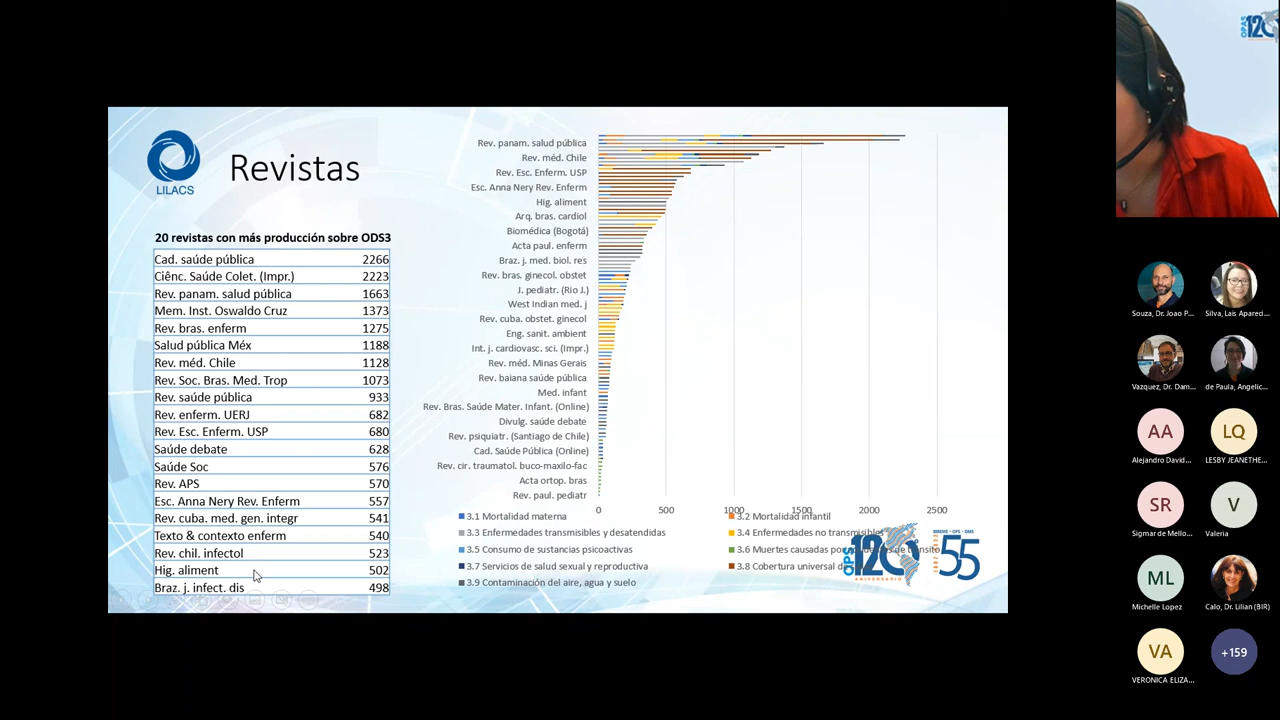 LILACS
Revistas
20 revistas con más producción sobre ODS3
Cad. saúde pública 2266
Ciênc. Saúde Colet. (Impr.) 2223
Rev. panam. salud pública 1663
Mem. Inst. Oswaldo Cruz 1373
Rev. bras. enferm 1275
Salud pública Méx 1188
Rev. méd. Chile 1128
Rev. Soc. Bras. Med. Trop 1073
Rev. saúde pública 933
Rev. enferm. UERJ 682
Rev. Esc. Enferm. USP 680
Saúde debate 628
Saúde Soc 576
Rev. APS 570
Esc. Anna Nery Rev. Enferm 557
Rev. cuba. med. gen. integr 541
Texto & contexto enferm 540
Rev. chil. infectol 523
Hig. aliment 502
Braz. j. infect. dis 498
Rev. panam. salud pública
Rev. méd. Chile
Rev. Esc. Enferm. USP
Esc. Anna Nery Rev. Enferm
Hig. aliment
Arq. bras. cardiol
Biomédica (Bogotá)
Acta paul. enferm
Braz. j. med. biol. res
Rev. bras. ginecol. obstet
J. pediatr. (Rio J.)
West Indian med. j
Rev. cuba. obstet. ginecol
Eng. sanit. ambient
Int. j. cardiovasc. sci. (Impr.)
Rev. méd. Minas Gerais
Rev. baiana saúde pública
Med. infant
Rev. Bras. Saúde Mater. Infant. (Online)
Divulg. saúde debate
Rev. psiquiatr. (Santiago de Chile)
Cad. Saúde Pública (Online)
Rev. cir. traumatol. buco-maxilo-fac
Acta ortop. bras
Rev. paul. pediatr
0 500 1000 1500 2000 2500
3.1 Mortalidad materna
3.2 Mortalidad infantil
3.3 Enfermedades transmisibles y desatendidas
3.4 Enfermedades no transmisibles
3.5 Consumo de sustancias psicoactivas
3.6 Muertes causadas por de tránsito
3.7 Servicios de salud sexual y reproductiva
3.8 Cobertura universal
3.9 Contaminación del aire, agua y suelo
OPS 120
ANIVERSARIO
BIREME • OPS • OMS
55
OPAS 120
Souza, Dr. Joao P...
Silva, Lais Apareci...
Vazquez, Dr. Dam...
de Paula, Angelic...
AA
Alejandro David...
LQ
LESBY JEANETHE...
SR
Sigmar de Mello...
V
Valeria
ML
Michelle Lopez
Calo, Dr. Lilian (BIR)
VA
VERONICA ELIZA...
+159